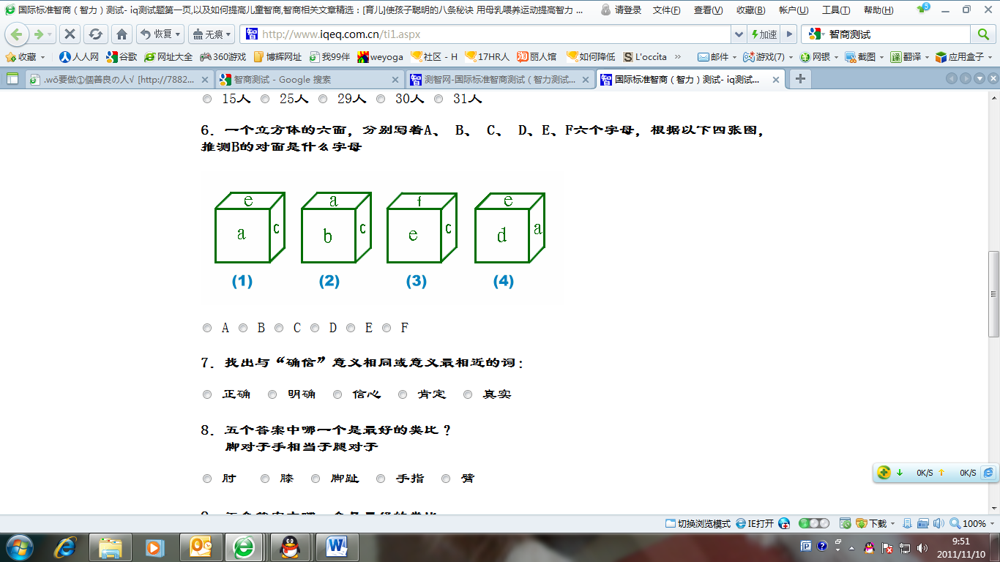 国际标准智商（智力）测试- iq测试题第一页,以及如何提高儿童智商,智商相关文章精选：[育儿]使孩子聪明的八条秘诀 用母乳喂养运动提高智力 ... 请登录 文件(F) 查看(V) 收藏(B) 帐户(U) 工具(T) 帮助(H) 5
恢复 无痕 智 http://www.iqeq.com.cn/ti1.aspx 加速 智商测试
收藏 人人网 谷歌 网址大全 360游戏 博辉网址 我99伴 weyoga 社区 - H 17HR人 淘 丽人馆 如何降低 S L'occita » 邮件 游戏(7) 网银 截图 译 翻译 应用盒子
.wǒ要做①個善良の人√ [http://7882... 智商测试 - Google 搜索 智 测智网-国际标准智商测试（智力测试... 智 国际标准智商（智力）测试- iq测试...
15人 25人 29人 30人 31人
6. 一个立方体的六面，分别写着A、 B、 C、 D、E、F六个字母，根据以下四张图，
推测B的对面是什么字母
e a f e
a c b c e c d a
(1) (2) (3) (4)
A B C D E F
7. 找出与“确信”意义相同或意义最相近的词：
正确 明确 信心 肯定 真实
8. 五个答案中哪一个是最好的类比？
脚对于手相当于腿对于
肘 膝 脚趾 手指 臂
0K/S 0K/S
切换浏览模式 IE打开 下载 100%
9:51
2011/11/10